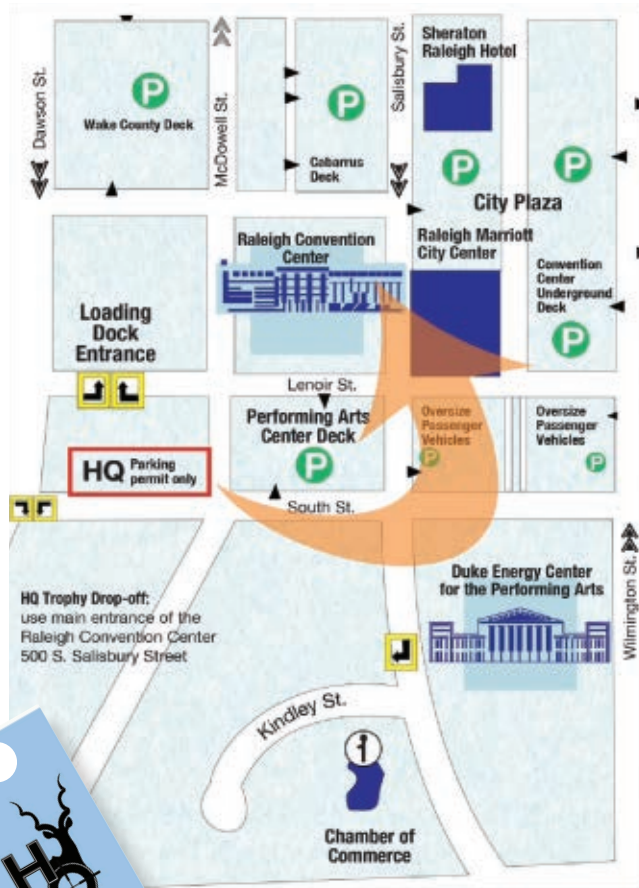 Sheraton
Raleigh Hotel
Dawson St.
McDowell St.
Salisbury St.
P
Wake County Deck
P
Cabarrus
Deck
P
P
City Plaza
Raleigh Convention
Center
Raleigh Marriott
City Center
Convention
Center
Underground
Deck
P
Loading
Dock
Entrance
Lenoir St.
Performing Arts
Center Deck
P
Oversize
Passenger
Vehicles
P
Oversize
Passenger
Vehicles
P
HQ Parking
permit only
South St.
HQ Trophy Drop-off:
use main entrance of the
Raleigh Convention Center
500 S. Salisbury Street
Duke Energy Center
for the Performing Arts
Wilmington St.
Kindley St.
Chamber of
Commerce
H